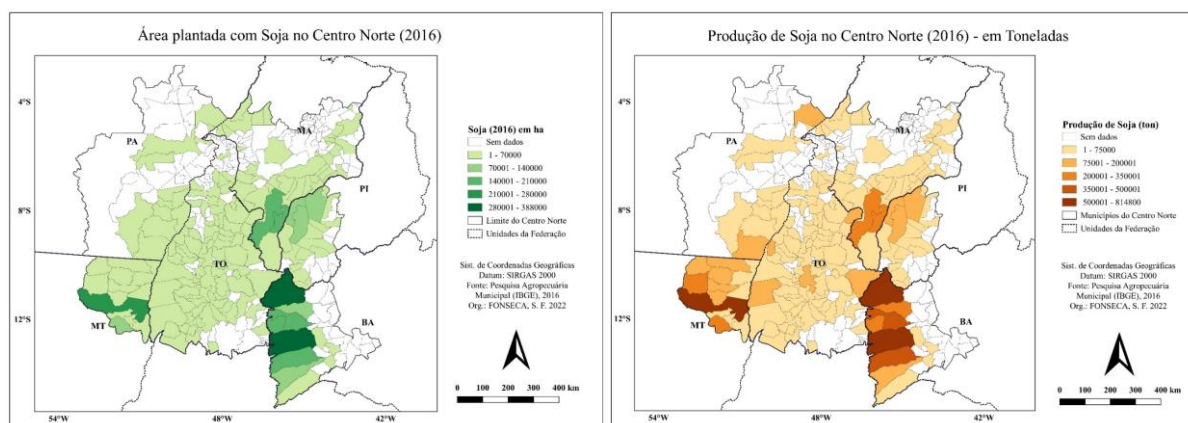 Área plantada com Soja no Centro Norte (2016)
4°S
8°S
12°S
54°W
48°W
42°W
PA
MA
PI
TO
MT
BA
Soja (2016) em ha
Sem dados
1 - 70000
70001 - 140000
140001 - 210000
210001 - 280000
280001 - 388000
Limite do Centro Norte
Unidades da Federação
Sist. de Coordenadas Geográficas
Datum: SIRGAS 2000
Fonte: Pesquisa Agropecuária
Municipal (IBGE), 2016
Org.: FONSECA, S. F. 2022
0 100 200 300 400 km
Produção de Soja no Centro Norte (2016) - em Toneladas
4°S
8°S
12°S
54°W
48°W
42°W
PA
MA
PI
TO
MT
BA
Produção de Soja (ton)
Sem dados
1 - 75000
75001 - 200001
200001 - 350001
350001 - 500001
500001 - 814800
Municípios do Centro Norte
Unidades da Federação
Sist. de Coordenadas Geográficas
Datum: SIRGAS 2000
Fonte: Pesquisa Agropecuária
Municipal (IBGE), 2016
Org.: FONSECA, S. F. 2022
0 100 200 300 400 km